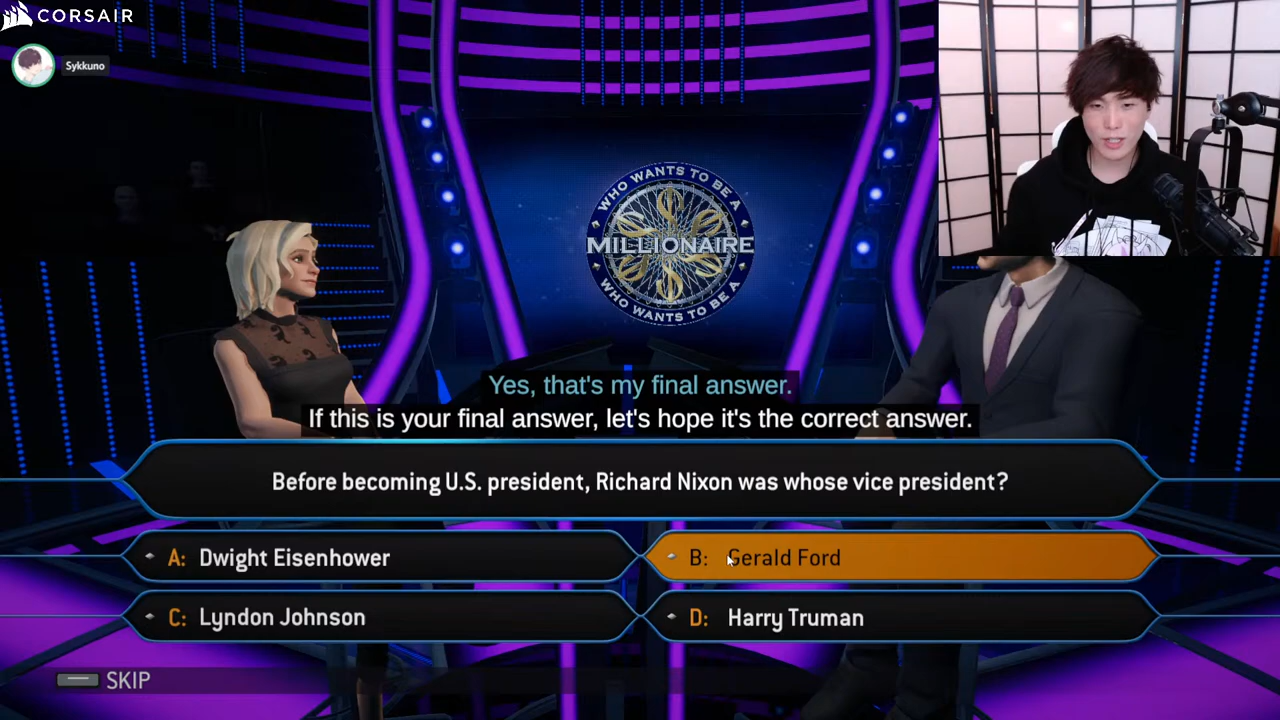 CORSAIR
Sykkuno
WHO WANTS TO BE A
MILLIONAIRE
WHO WANTS TO BE A
Yes, that's my final answer.
If this is your final answer, let's hope it's the correct answer.
Before becoming U.S. president, Richard Nixon was whose vice president?
A: Dwight Eisenhower
B: Gerald Ford
C: Lyndon Johnson
D: Harry Truman
SKIP